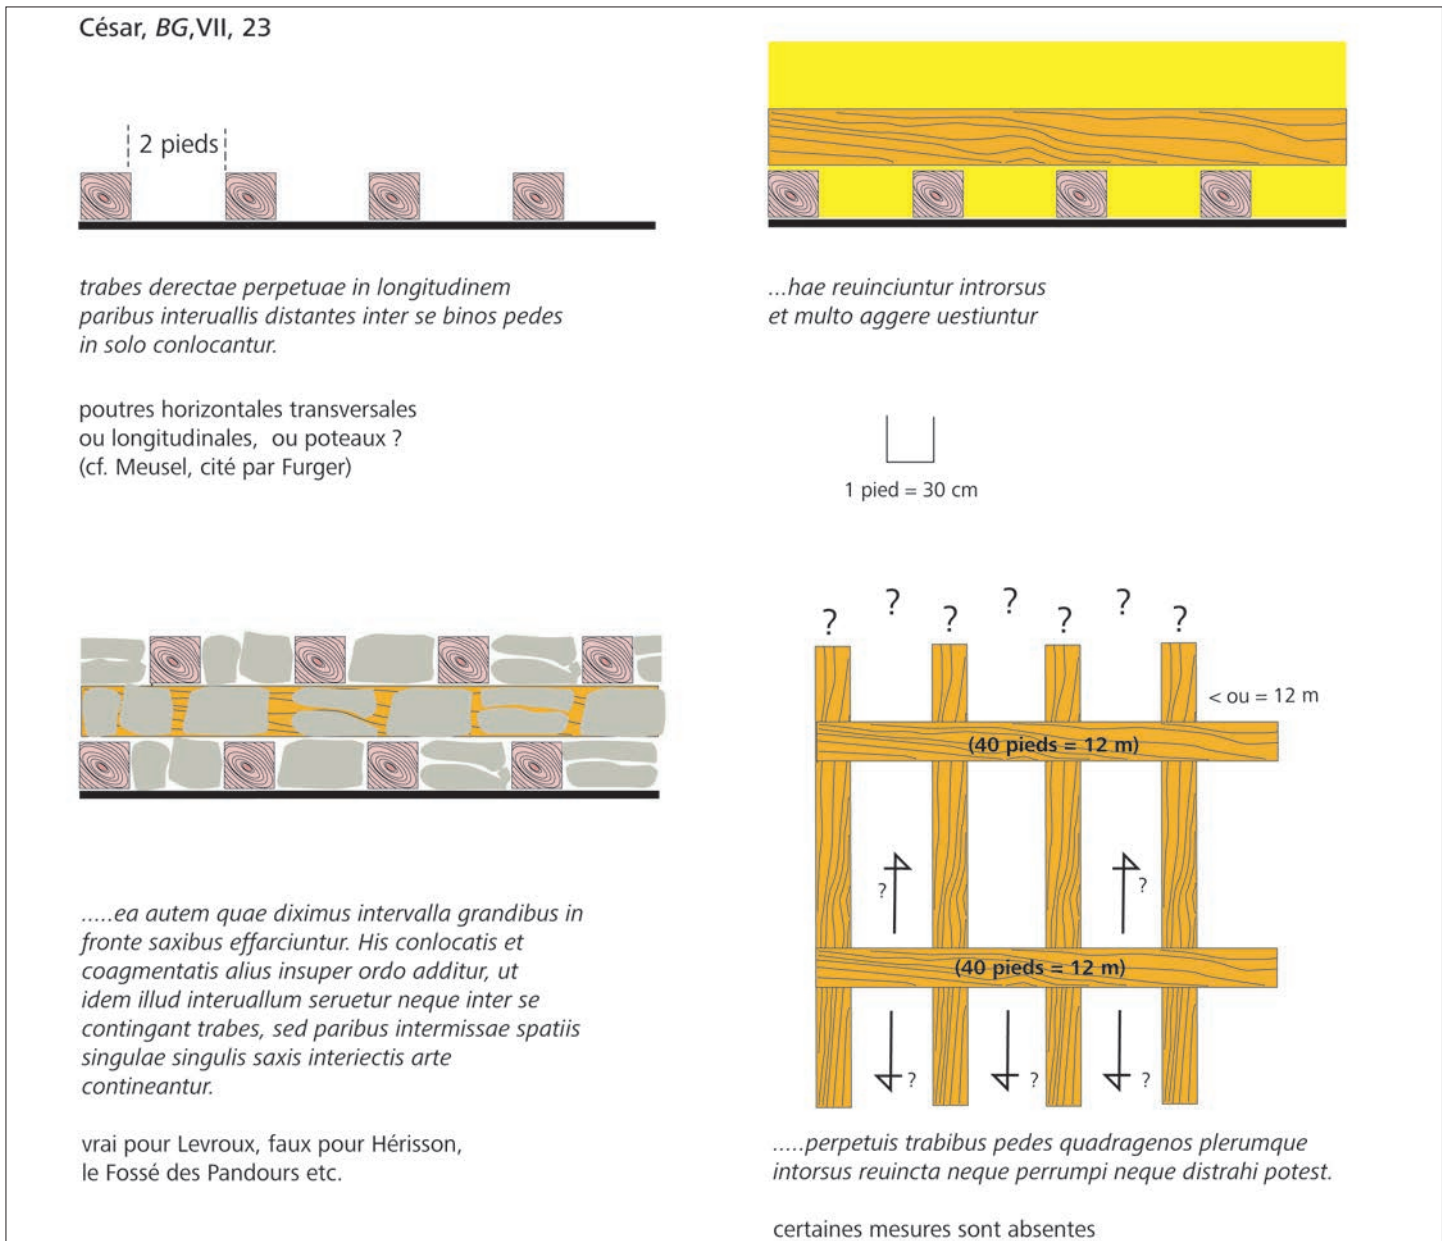 César, BG,VII, 23
2 pieds
trabes derectae perpetuae in longitudinem
paribus interuallis distantes inter se binos pedes
in solo conlocantur.
poutres horizontales transversales
ou longitudinales, ou poteaux ?
(cf. Meusel, cité par Furger)
...hae reuinciuntur introrsus
et multo aggere uestiuntur
1 pied = 30 cm
.....ea autem quae diximus intervalla grandibus in
fronte saxibus effarciuntur. His conlocatis et
coagmentatis alius insuper ordo additur, ut
idem illud interuallum seruetur neque inter se
contingant trabes, sed paribus intermissae spatiis
singulae singulis saxis interiectis arte
contineantur.
vrai pour Levroux, faux pour Hérisson,
le Fossé des Pandours etc.
? ? ? ? ? ? ?
< ou = 12 m
(40 pieds = 12 m)
? ?
(40 pieds = 12 m)
? ? ?
.....perpetuis trabibus pedes quadragenos plerumque
intorsus reuincta neque perrumpi neque distrahi potest.
certaines mesures sont absentes